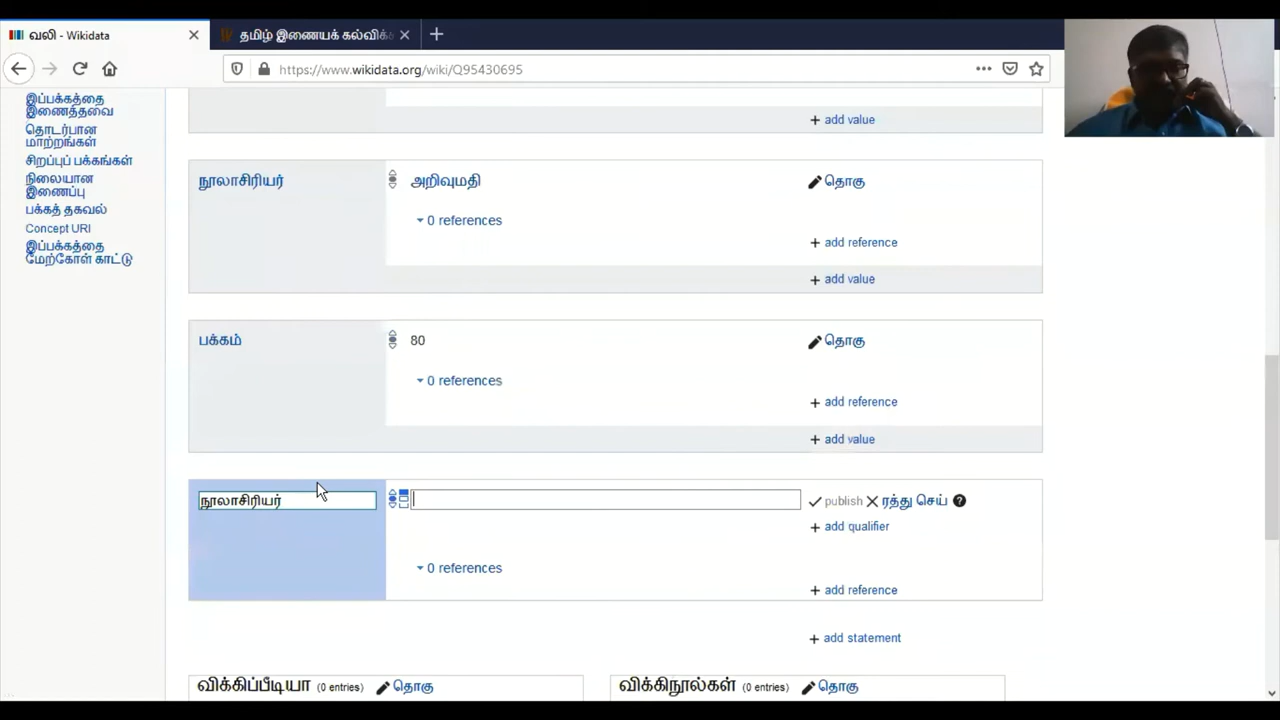 வலி - Wikidata
தமிழ் இணையக் கல்விக்
https://www.wikidata.org/wiki/Q95430695
இப்பக்கத்தை
இணைத்தவை
தொடர்பான
மாற்றங்கள்
சிறப்புப் பக்கங்கள்
நிலையான
இணைப்பு
பக்கத் தகவல்
Concept URI
இப்பக்கத்தை
மேற்கோள் காட்டு
+ add value
நூலாசிரியர் அறிவுமதி தொகு
0 references
+ add reference
+ add value
பக்கம் 80 தொகு
0 references
+ add reference
+ add value
நூலாசிரியர் publish ரத்து செய்
+ add qualifier
0 references
+ add reference
+ add statement
விக்கிப்பீடியா (0 entries) தொகு
விக்கிநூல்கள் (0 entries) தொகு